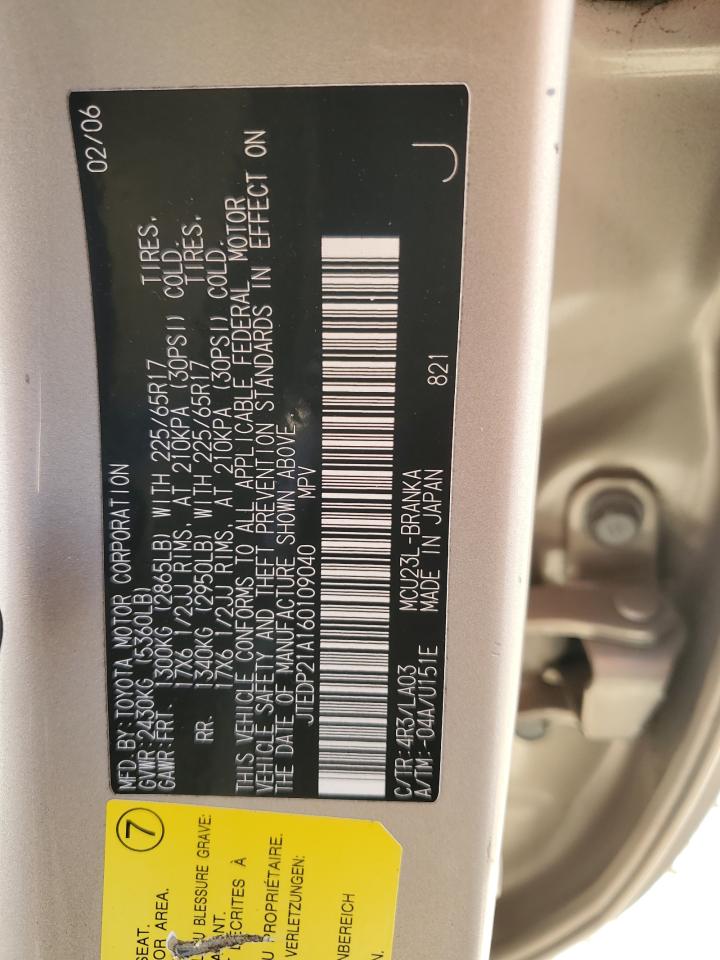 MFD. BY: TOYOTA MOTOR CORPORATION 02/06
GVWR: 2430KG (5360LB)
GAWR: FRT. 1300KG (2865LB) WITH 225/65R17 TIRES,
17X6 1/2JJ RIMS, AT 210KPA (30PSI) COLD.
RR. 1340KG (2950LB) WITH 225/65R17 TIRES,
17X6 1/2JJ RIMS, AT 210KPA (30PSI) COLD.
THIS VEHICLE CONFORMS TO ALL APPLICABLE FEDERAL MOTOR
VEHICLE SAFETY AND THEFT PREVENTION STANDARDS IN EFFECT ON
THE DATE OF MANUFACTURE SHOWN ABOVE.
JTEDP21A160109040 MPV
C/TR: 4R3/LA03 MCU23L-BRANKA 821 J
A/TM: -04A/U151E MADE IN JAPAN
7
SEAT.
OR AREA.
U BLESSURE GRAVE:
ANT.
DÉCRITES À
U PROPRIÉTAIRE.
VERLETZUNGEN:
NBEREICH